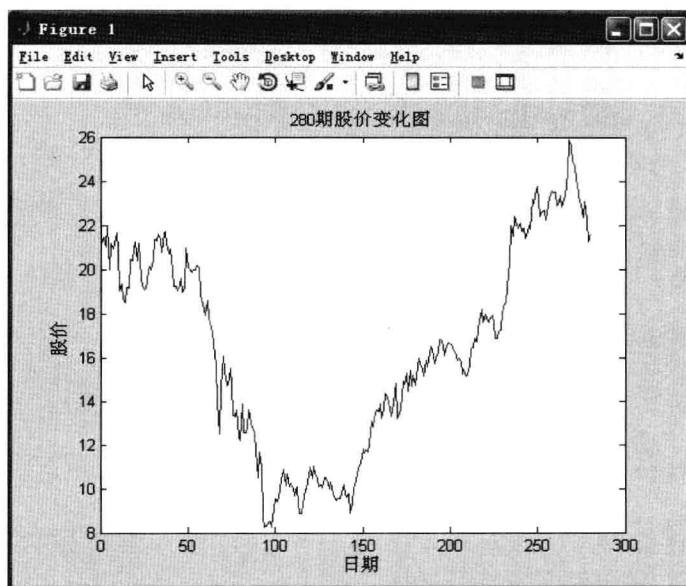 Figure 1
File Edit View Insert Tools Desktop Window Help
280期股价变化图
股价
26
24
22
20
18
16
14
12
10
8
0 50 100 150 200 250 300
日期